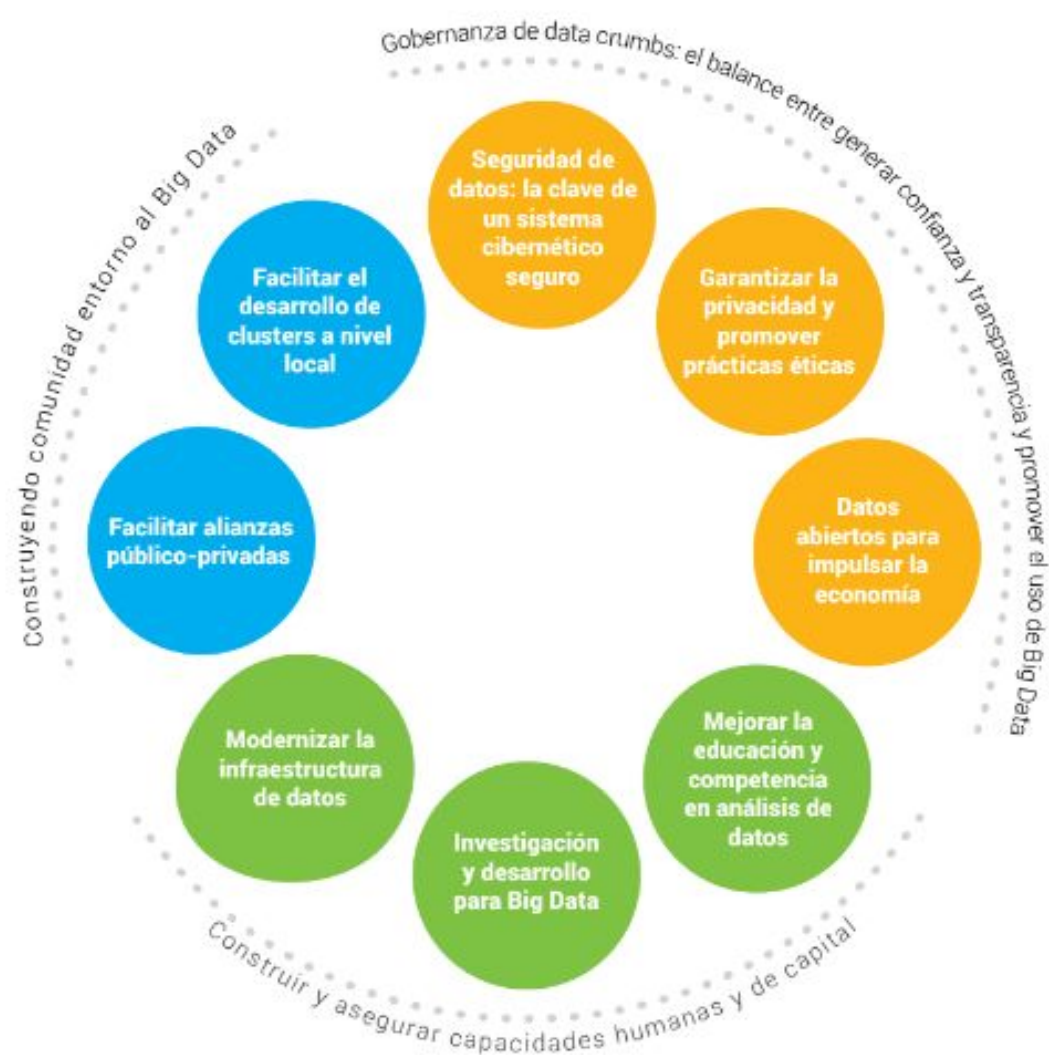 Gobernanza de data crumbs: el balance entre generar confianza y transparencia y promover el uso de Big Data
Seguridad de
datos: la clave de
un sistema
cibernético
seguro
Garantizar la
privacidad y
promover
prácticas éticas
Datos
abiertos para
impulsar la
economía
Mejorar la
educación y
competencia
en análisis de
datos
Investigación
y desarrollo
para Big Data
Modernizar la
infraestructura
de datos
Construir y asegurar capacidades humanas y de capital
Facilitar alianzas
público-privadas
Facilitar el
desarrollo de
clusters a nivel
local
Construyendo comunidad entorno al Big Data